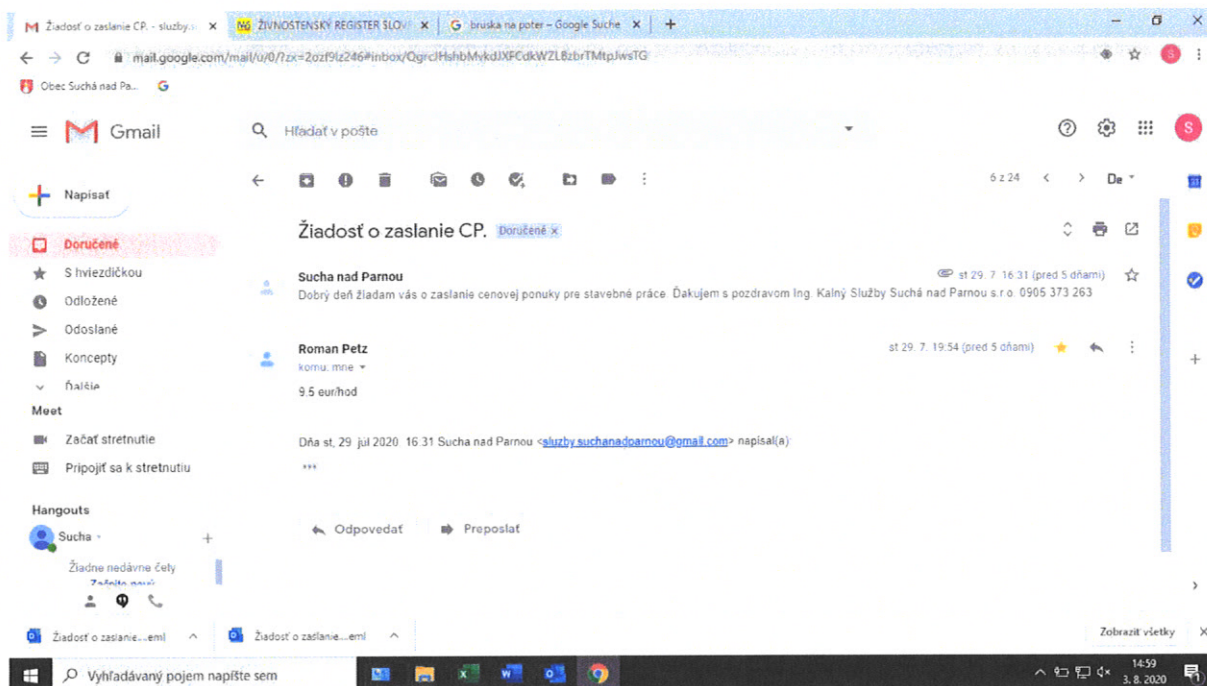 Žiadosť o zaslanie CP. - sluzby.s
ŽIVNOSTENSKÝ REGISTER SLOV
bruska na poter – Google Suche
mail.google.com/mail/u/0/?zx=2ozf9lz246#inbox/
Obec Suchá nad Pa...
Gmail
Hľadať v pošte
S
Napísať
6 z 24
De
Žiadosť o zaslanie CP. Doručené x
Doručené
S hviezdičkou
Odložené
Odoslané
Koncepty
Ďalšie
Sucha nad Parnou
st 29. 7. 16:31 (pred 5 dňami)
Dobrý deň žiadam vás o zaslanie cenovej ponuky pre stavebné práce. Ďakujem s pozdravom Ing. Kalný Služby Suchá nad Parnou s.r.o. 0905 373 263
Roman Petz
st 29. 7. 19:54 (pred 5 dňami)
komu: mne
9.5 eur/hod
Dňa st, 29. júl 2020, 16:31 Sucha nad Parnou <sluzby.suchanadparnou@gmail.com> napísal(a):
Odpovedať
Preposlať
Meet
Začať stretnutie
Pripojiť sa k stretnutiu
Hangouts
Sucha
Žiadne nedávne čety
Začnite nový
Žiadosť o zaslanie....eml
Žiadosť o zaslanie....eml
Zobraziť všetky
Vyhľadávaný pojem napíšte sem
14:59
3. 8. 2020